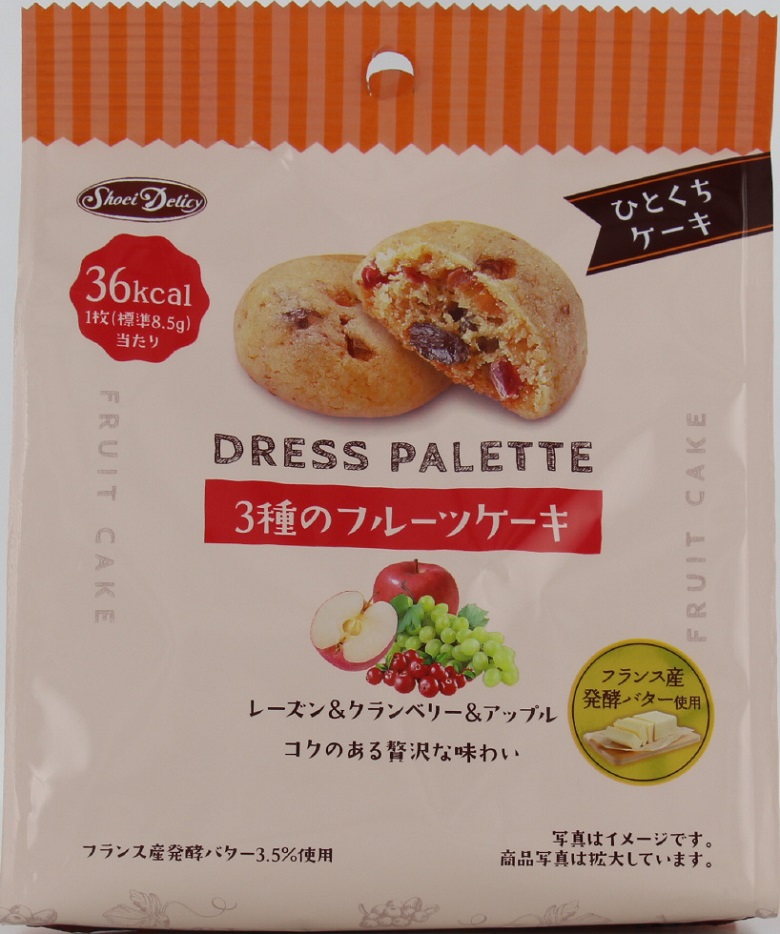 Shoei Delicy
ひとくち
ケーキ
36kcal
1枚(標準8.5g)
当たり
FRUIT CAKE
FRUIT CAKE
DRESS PALETTE
3種のフルーツケーキ
フランス産
発酵バター使用
レーズン&クランベリー&アップル
コクのある贅沢な味わい
フランス産発酵バター3.5%使用
写真はイメージです。
商品写真は拡大しています。